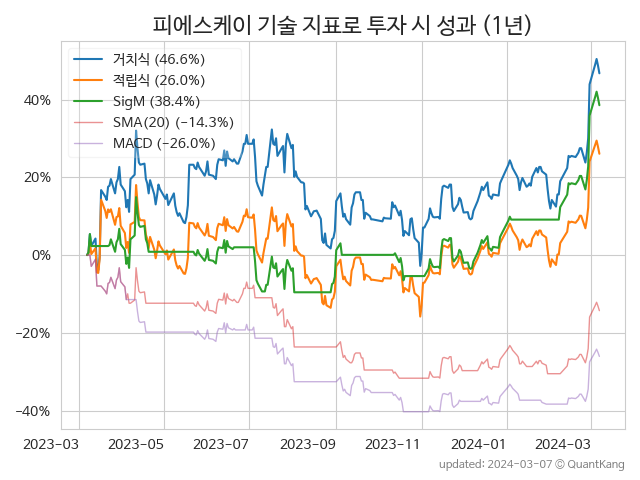 피에스케이 기술 지표로 투자 시 성과 (1년)
거치식 (46.6%)
적립식 (26.0%)
SigM (38.4%)
SMA(20) (−14.3%)
MACD (−26.0%)
40%
20%
0%
−20%
−40%
2023−03
2023−05
2023−07
2023−09
2023−11
2024−01
2024−03
updated: 2024−03−07 © QuantKang